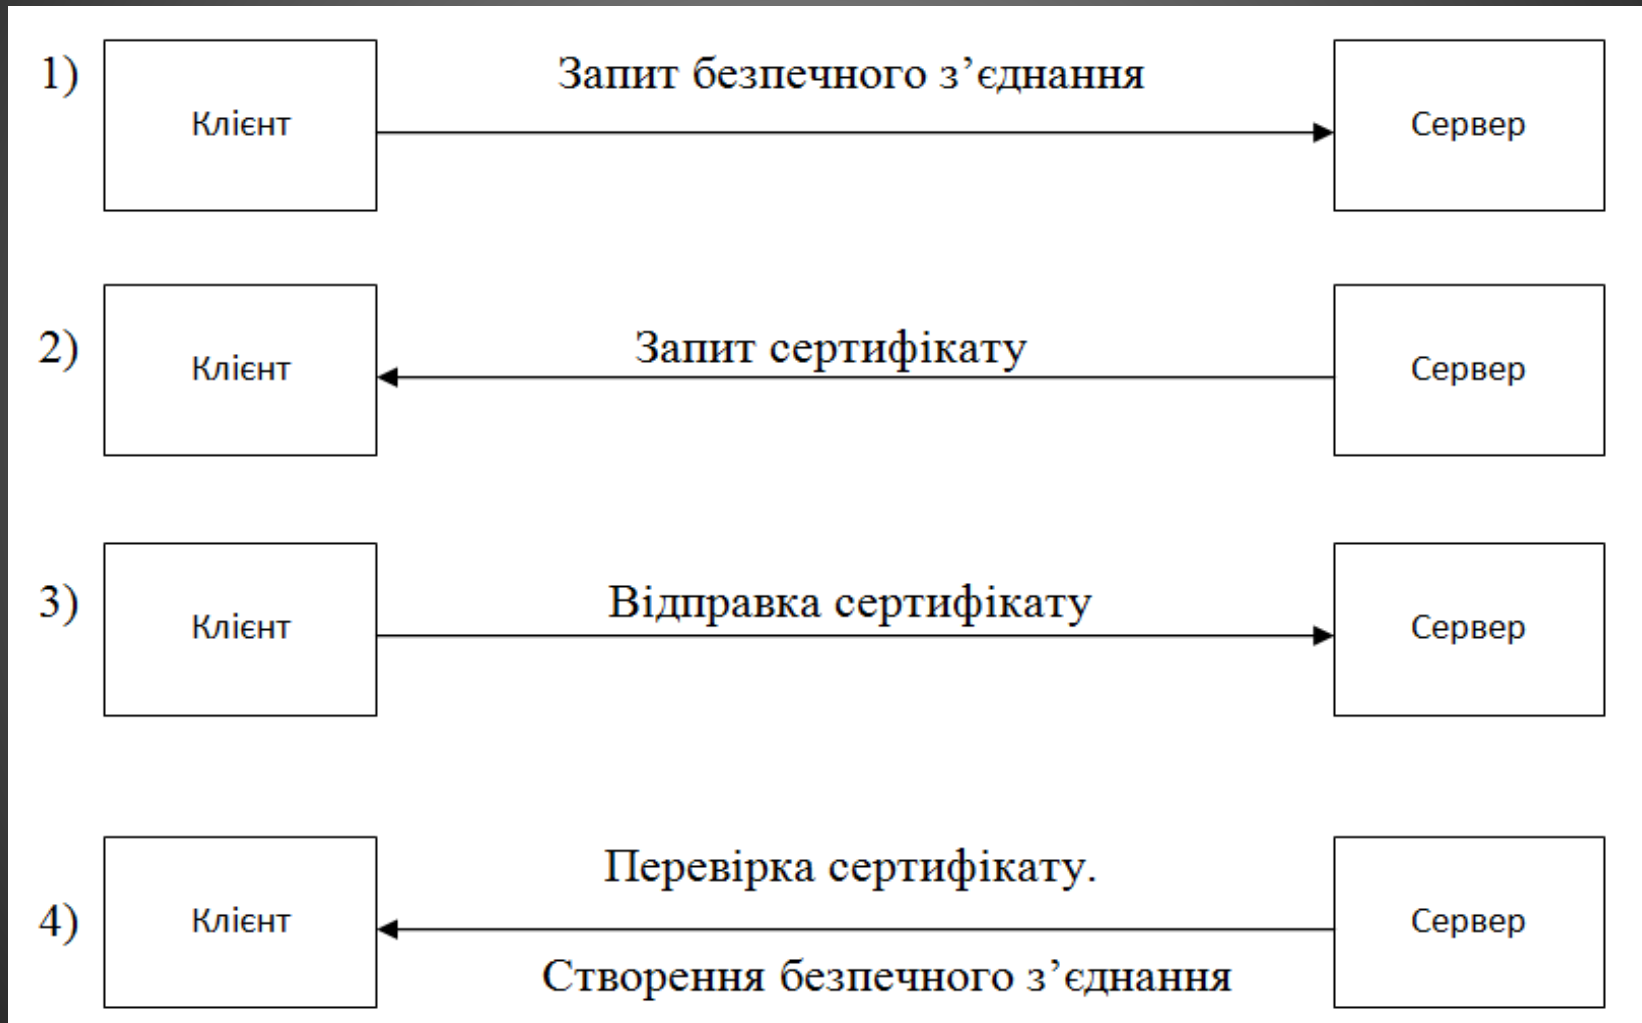 1)
Запит безпечного з’єднання
Клієнт
Сервер
2)
Запит сертифікату
Клієнт
Сервер
3)
Відправка сертифікату
Клієнт
Сервер
4)
Перевірка сертифікату.
Клієнт
Сервер
Створення безпечного з’єднання